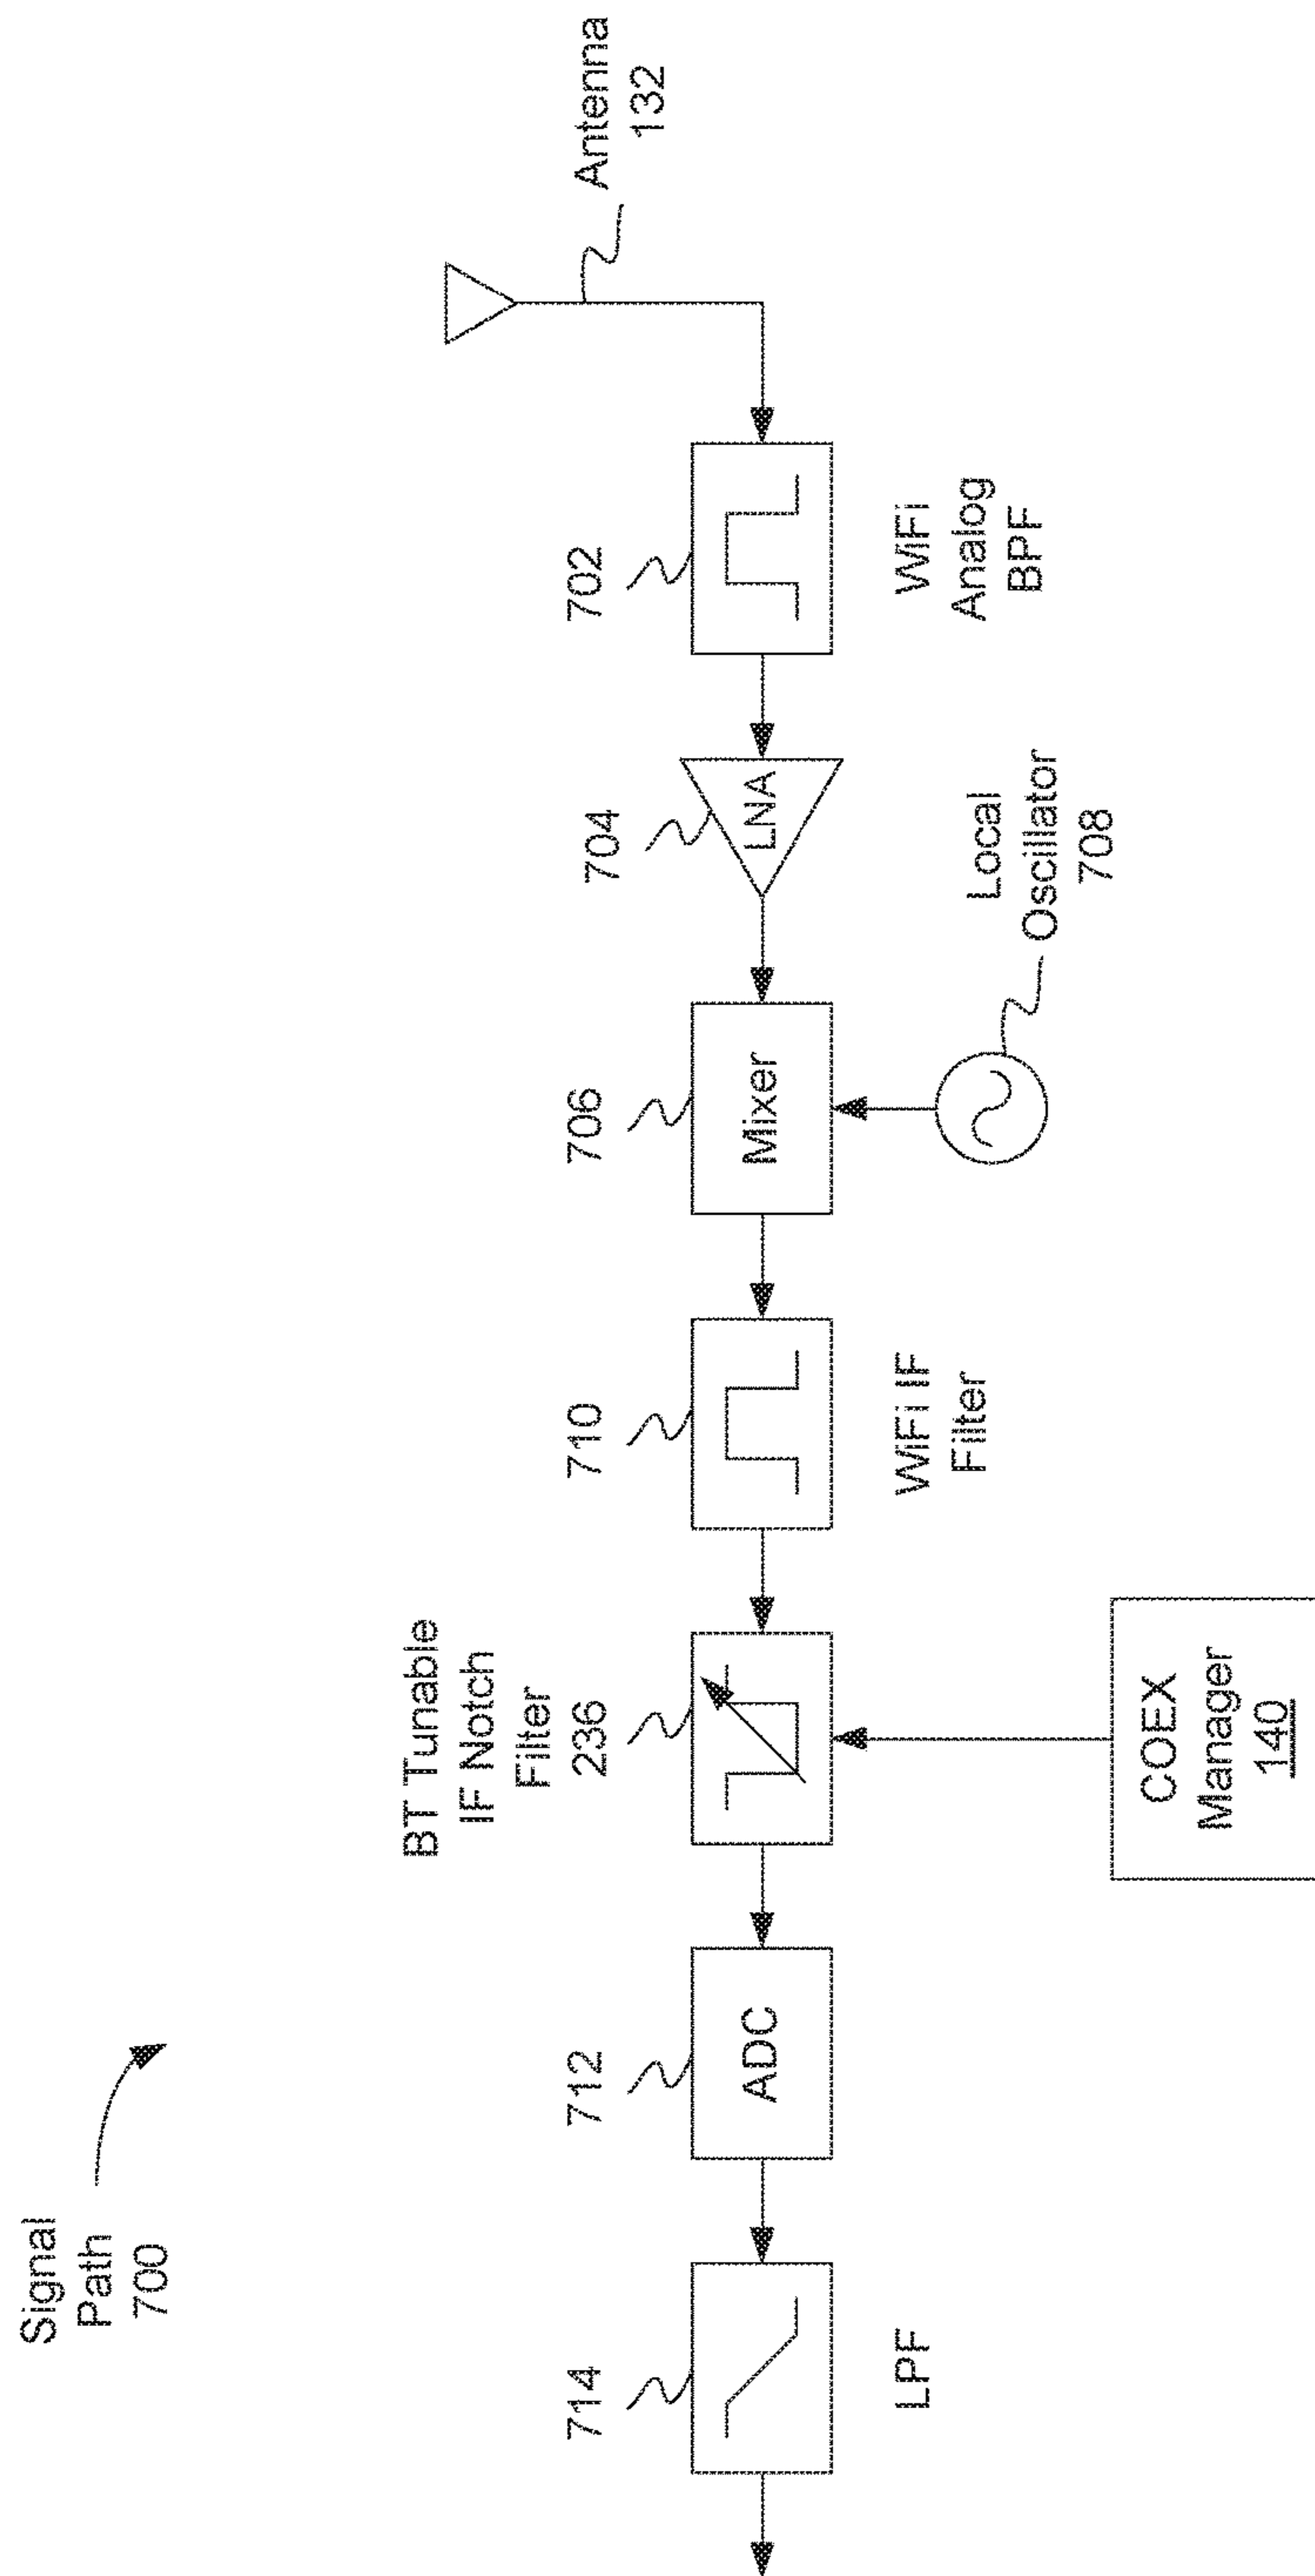 Signal
Path
700
BT Tunable
IF Notch
Filter
236
Antenna
132
714
712
710
706
704
702
ADC
Mixer
LNA
LPF
WiFi IF
Filter
WiFi
Analog
BPF
Local
Oscillator
708
COEX
Manager
140